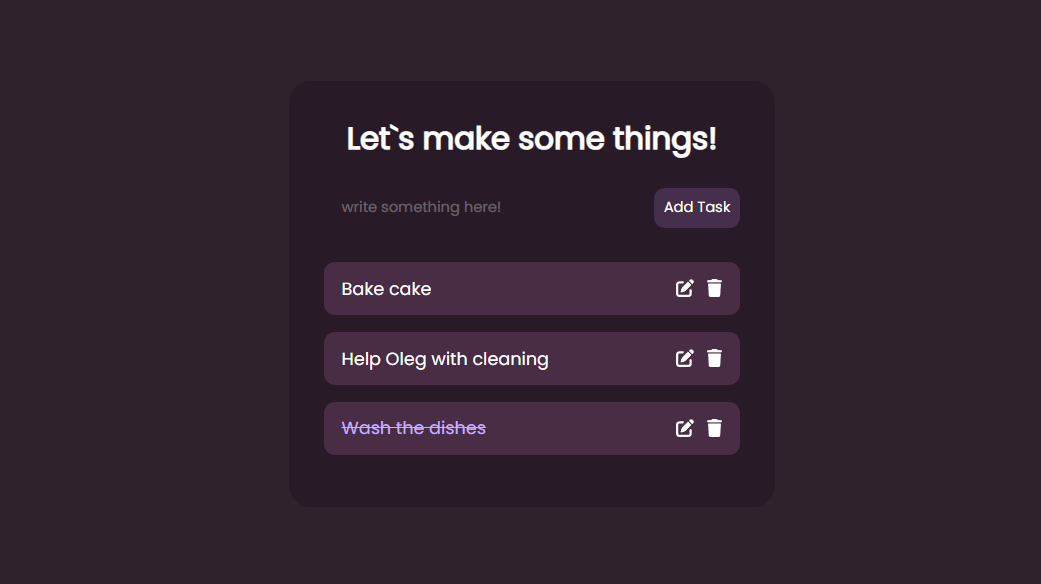 Let`s make some things!
write something here!
Add Task
Bake cake
Help Oleg with cleaning
Wash the dishes